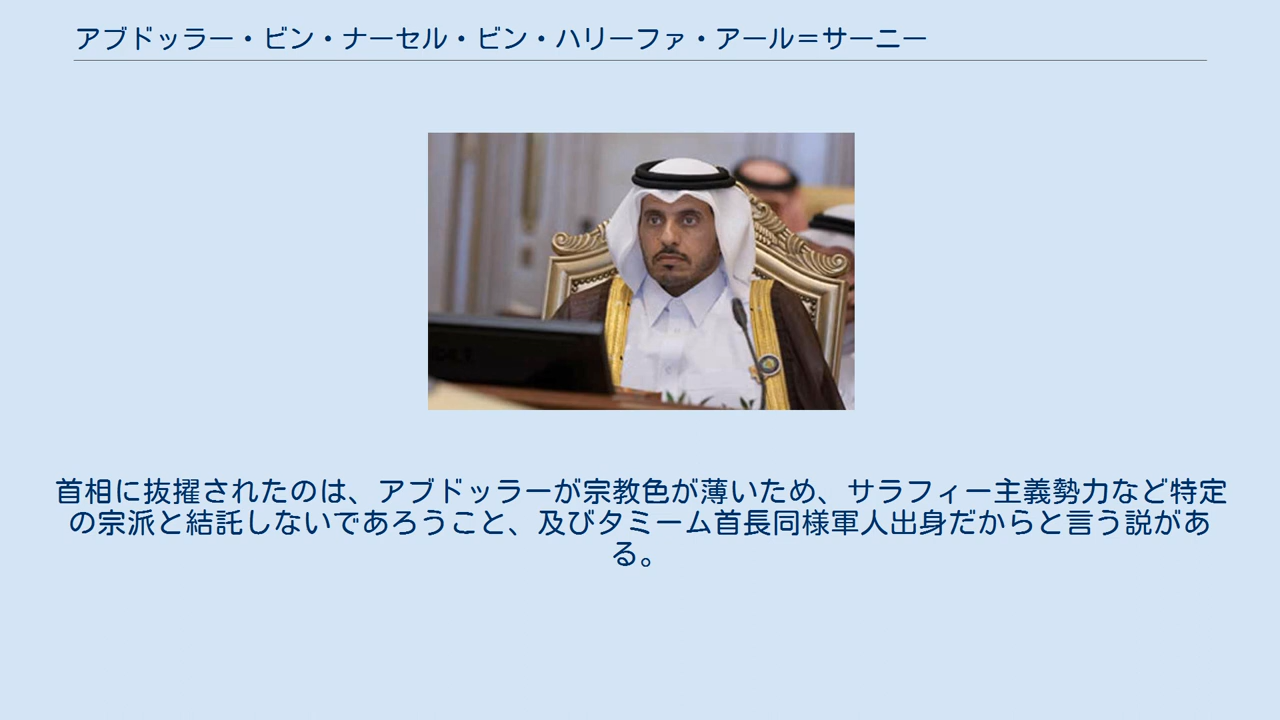 アブドッラー・ビン・ナーセル・ビン・ハリーファ・アール＝サーニー
首相に抜擢されたのは、アブドッラーが宗教色が薄いため、サラフィー主義勢力など特定
の宗派と結託しないであろうこと、及びタミーム首長同様軍人出身だからと言う説があ
る。